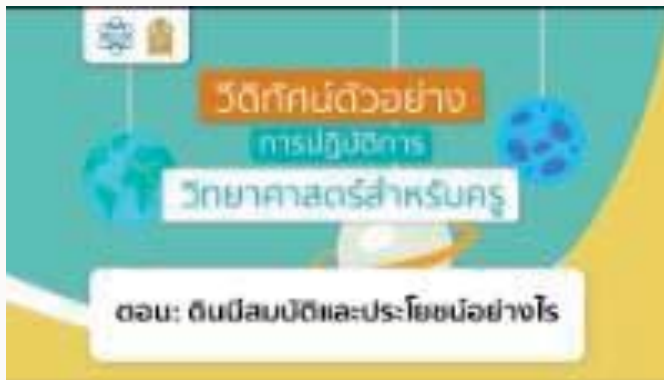 วีดิทัศน์ตัวอย่าง
การปฏิบัติการ
วิทยาศาสตร์สำหรับครู
ตอน: ดินมีสมบัติและประโยชน์อย่างไร